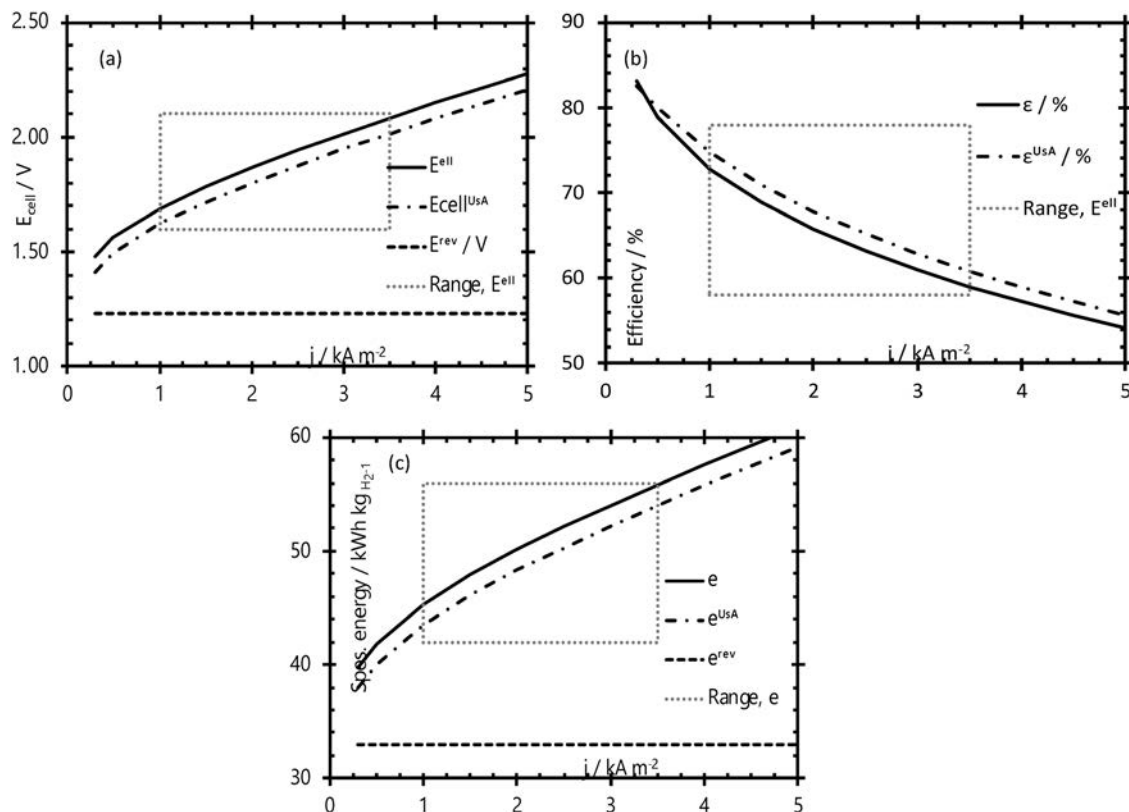 (a)
2.50
2.00
1.50
1.00
E_cell / V
E^ell
Ecell^UsA
E^rev / V
Range, E^ell
j / kA m^-2
0 1 2 3 4 5
(b)
90
80
70
60
50
Efficiency / %
ε / %
ε^UsA / %
Range, E^ell
j / kA m^-2
0 1 2 3 4 5
(c)
60
50
40
30
Spes. energy / kWh kg_H2^-1
e
e^UsA
e^rev
Range, e
j / kA m^-2
0 1 2 3 4 5